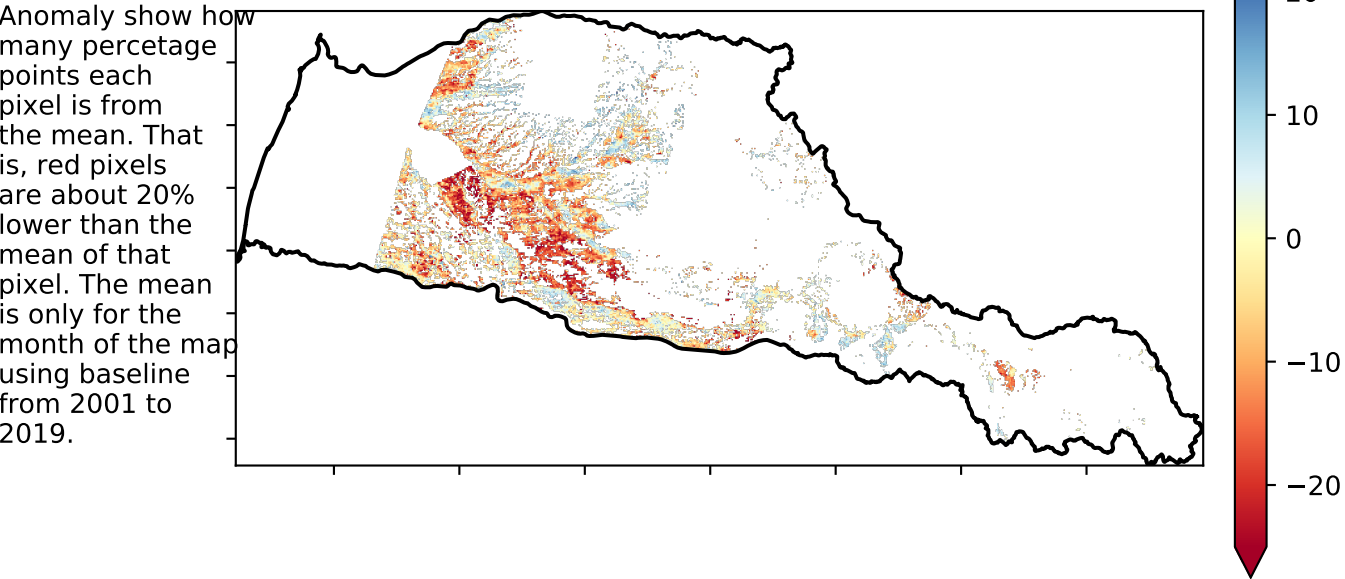 Anomaly show how
many percetage
points each
pixel is from
the mean. That
is, red pixels
are about 20%
lower than the
mean of that
pixel. The mean
is only for the
month of the map
using baseline
from 2001 to
2019.
10
0
−10
−20